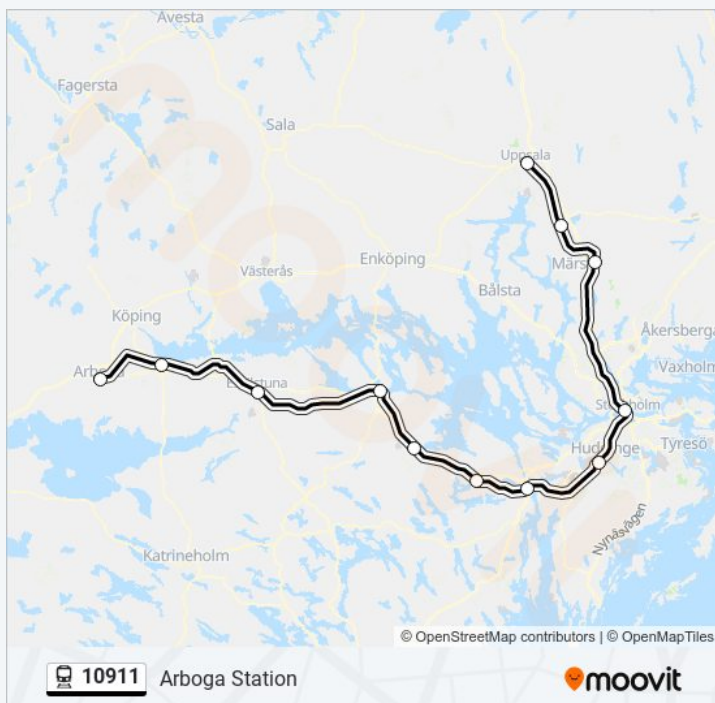 Avesta
Fagersta
Sala
Uppsala
Enköping
Västerås
Märs
Bålsta
Köping
Åkersberga
Arboga
Eskilstuna
Vaxholm
Stockholm
Huddinge
Tyresö
Nynäsvägen
Katrineholm
© OpenStreetMap contributors | © OpenMapTiles
10911 Arboga Station
moovit